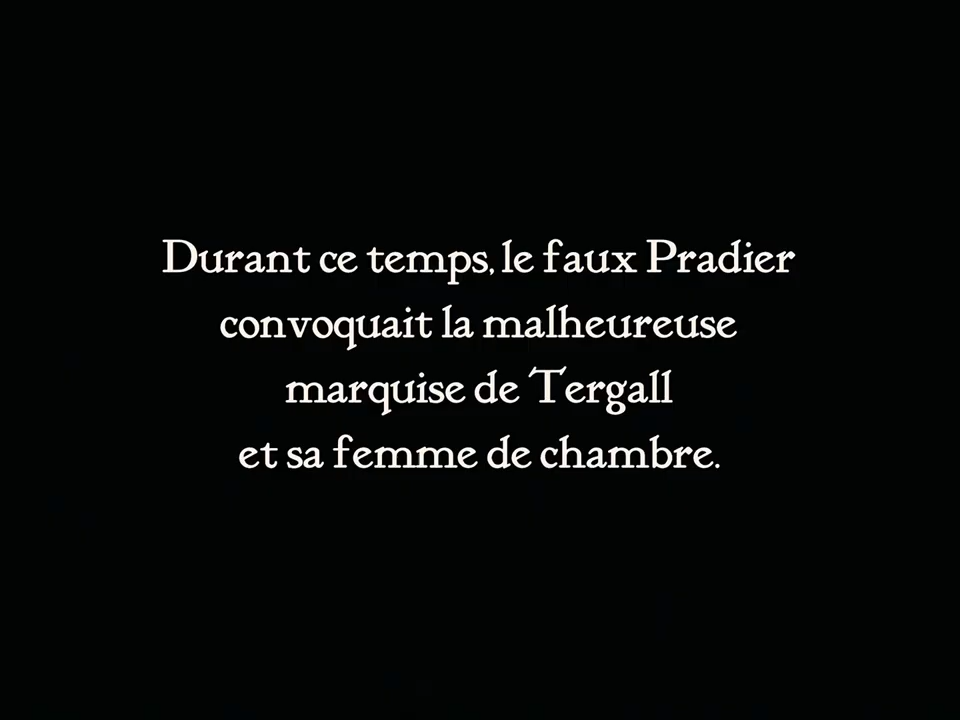 Durant ce temps, le faux Pradier
convoquait la malheureuse
marquise de Tergall
et sa femme de chambre.